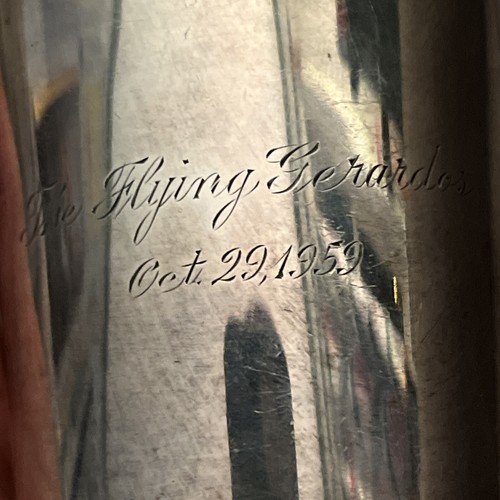 The Flying Gerardos
Oct. 29, 1959